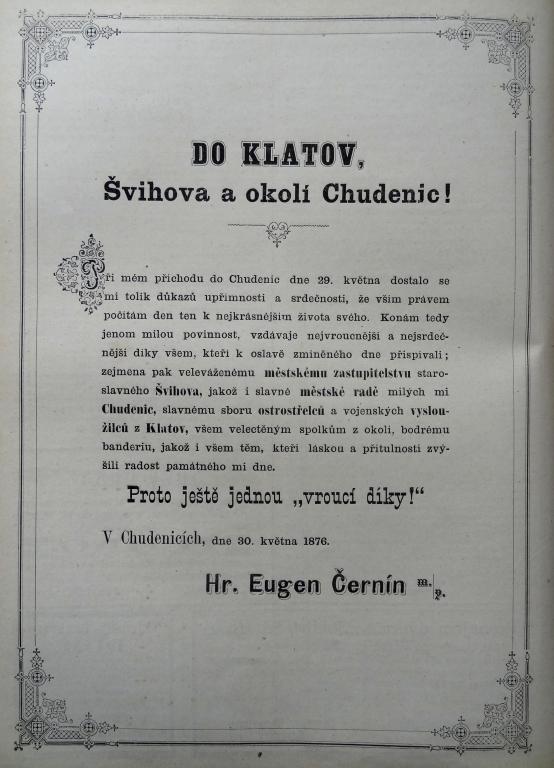 DO KLATOV,
Švihova a okolí Chudenic!
Při mém příchodu do Chudenic dne 29. května dostalo se
mi tolik důkazů upřímnosti a srdečnosti, že vším právem
počítám den ten k nejkrásnějším života svého. Konám tedy
jenom milou povinnost, vzdávaje nejvroucnější a nejsrdeč-
nější díky všem, kteří k oslavě zmíněného dne přispívali;
zejmena pak velevá­ženému městskému zastupitelstvu staro-
slavného Švihova, jakož i slavné městské radě milých mi
Chudenic, slavnému sboru ostrostřelců a vojenských vyslou-
žilců z Klatov, všem velectěným spolkům z okolí, bodrému
banderiu, jakož i všem těm, kteří láskou a přítulností zvý-
šili radost památného mi dne.
Proto ještě jednou „vroucí díky!“
V Chudenicích, dne 30. května 1876.
Hr. Eugen Černín m./p.